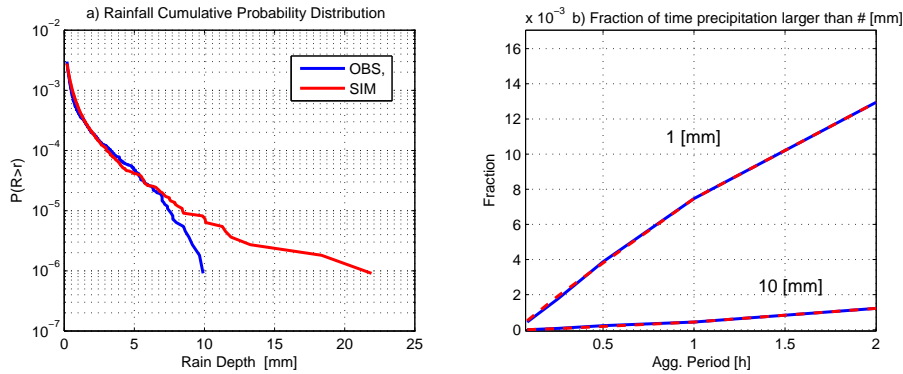 a) Rainfall Cumulative Probability Distribution
10^-2
10^-3
10^-4
10^-5
10^-6
10^-7
P(R>r)
OBS,
SIM
0 5 10 15 20 25
Rain Depth [mm]
x 10^-3 b) Fraction of time precipitation larger than # [mm]
16
14
12
10
8
6
4
2
0
Fraction
1 [mm]
10 [mm]
0.5 1.0 1.5 2
Agg. Period [h]